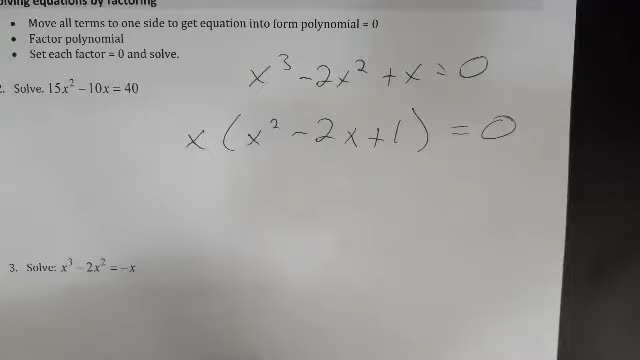 solving equations by factoring
• Move all terms to one side to get equation into form polynomial = 0
• Factor polynomial
• Set each factor = 0 and solve.
x³ - 2x² + x = 0
2. Solve. 15x² - 10x = 40
x (x² - 2x + 1) = 0
3. Solve: x³ - 2x² = -x